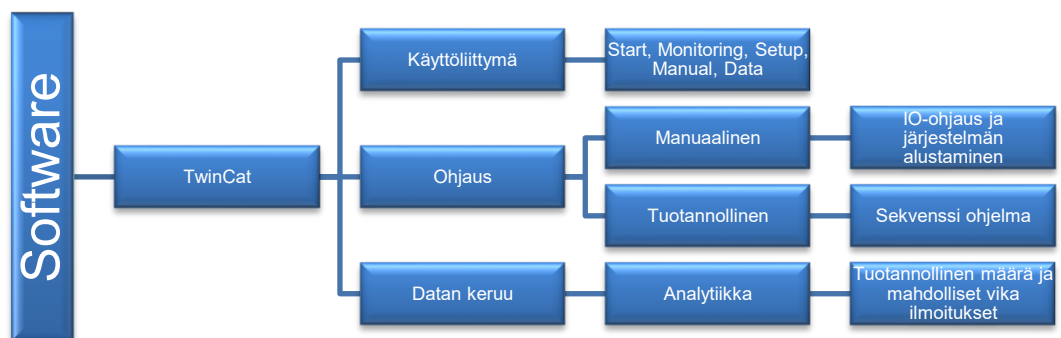 Software
TwinCat
Käyttöliittymä
Start, Monitoring, Setup,
Manual, Data
Ohjaus
Manuaalinen
IO-ohjaus ja
järjestelmän
alustaminen
Tuotannollinen
Sekvenssi ohjelma
Datan keruu
Analytiikka
Tuotannollinen määrä ja
mahdolliset vika
ilmoitukset